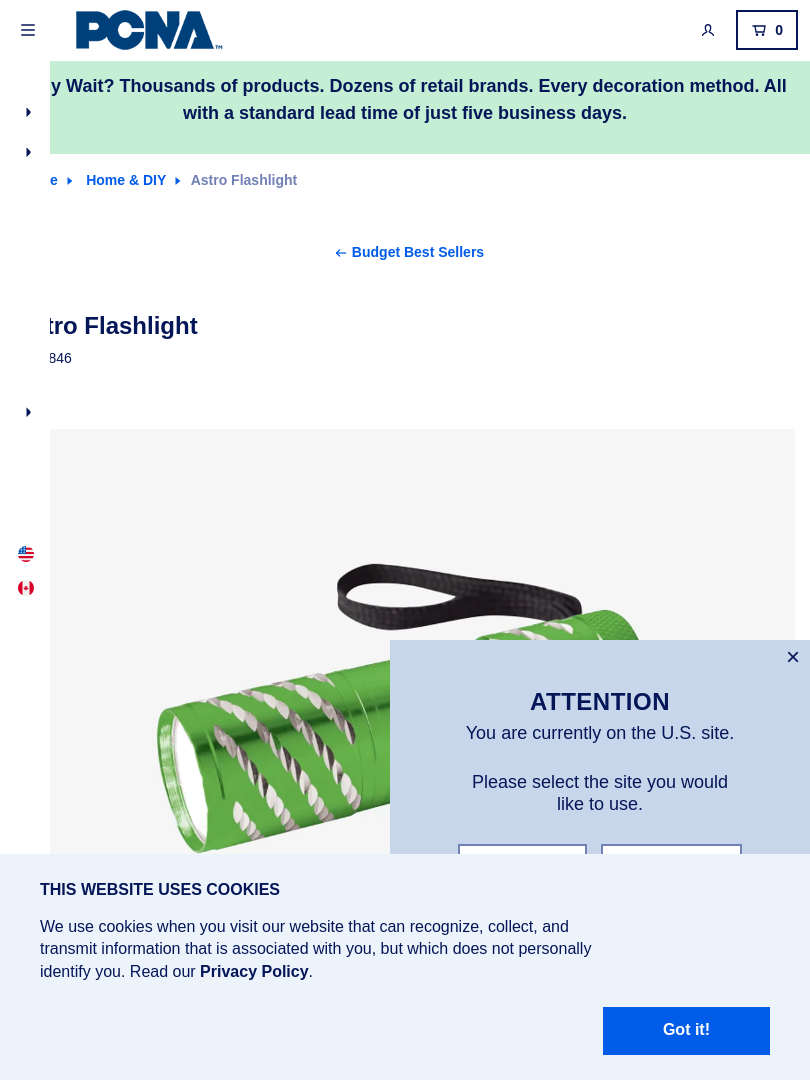 PCNA™
0
y Wait? Thousands of products. Dozens of retail brands. Every decoration method. All
with a standard lead time of just five business days.
e Home & DIY Astro Flashlight
Budget Best Sellers
tro Flashlight
846
ATTENTION
You are currently on the U.S. site.
Please select the site you would
like to use.
THIS WEBSITE USES COOKIES
We use cookies when you visit our website that can recognize, collect, and
transmit information that is associated with you, but which does not personally
identify you. Read our Privacy Policy.
Got it!